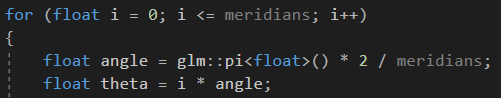 for (float i = 0; i <= meridians; i++)
{
float angle = glm::pi<float>() * 2 / meridians;
float theta = i * angle;